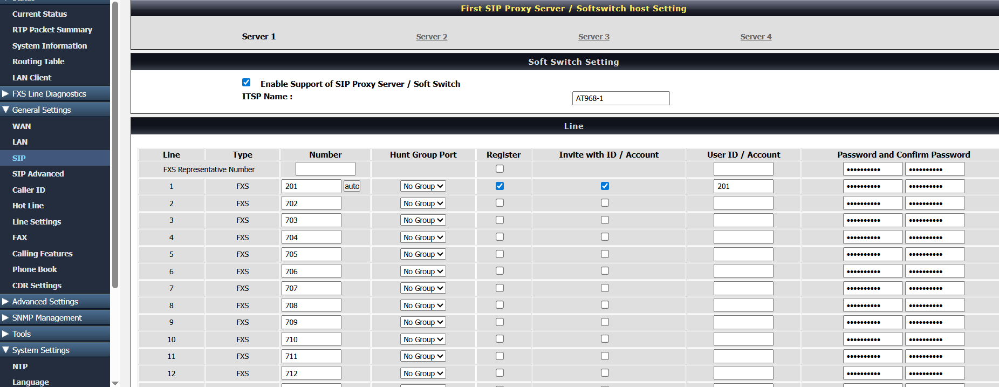 First SIP Proxy Server / Softswitch host Setting
Server 1 Server 2 Server 3 Server 4
Soft Switch Setting
Enable Support of SIP Proxy Server / Soft Switch
ITSP Name : AT968-1
Line
Line Type Number Hunt Group Port Register Invite with ID / Account User ID / Account Password and Confirm Password
FXS Representative Number •••••••••• ••••••••••
1 FXS 201 auto No Group 201 •••••••••• ••••••••••
2 FXS 702 No Group •••••••••• ••••••••••
3 FXS 703 No Group •••••••••• ••••••••••
4 FXS 704 No Group •••••••••• ••••••••••
5 FXS 705 No Group •••••••••• ••••••••••
6 FXS 706 No Group •••••••••• ••••••••••
7 FXS 707 No Group •••••••••• ••••••••••
8 FXS 708 No Group •••••••••• ••••••••••
9 FXS 709 No Group •••••••••• ••••••••••
10 FXS 710 No Group •••••••••• ••••••••••
11 FXS 711 No Group •••••••••• ••••••••••
12 FXS 712 No Group •••••••••• ••••••••••
Current Status
RTP Packet Summary
System Information
Routing Table
LAN Client
FXS Line Diagnostics
General Settings
WAN
LAN
SIP
SIP Advanced
Caller ID
Hot Line
Line Settings
FAX
Calling Features
Phone Book
CDR Settings
Advanced Settings
SNMP Management
Tools
System Settings
NTP
Language